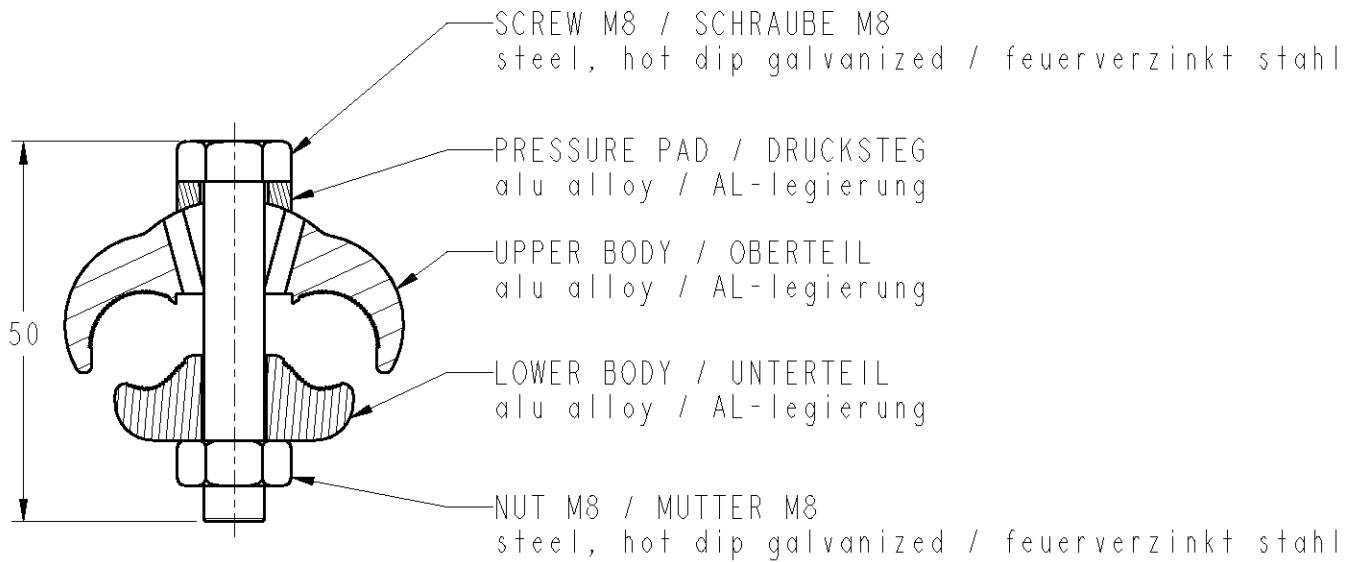 SCREW M8 / SCHRAUBE M8
steel, hot dip galvanized / feuerverzinkt stahl
PRESSURE PAD / DRUCKSTEG
alu alloy / AL-legierung
UPPER BODY / OBERTEIL
alu alloy / AL-legierung
50
LOWER BODY / UNTERTEIL
alu alloy / AL-legierung
NUT M8 / MUTTER M8
steel, hot dip galvanized / feuerverzinkt stahl